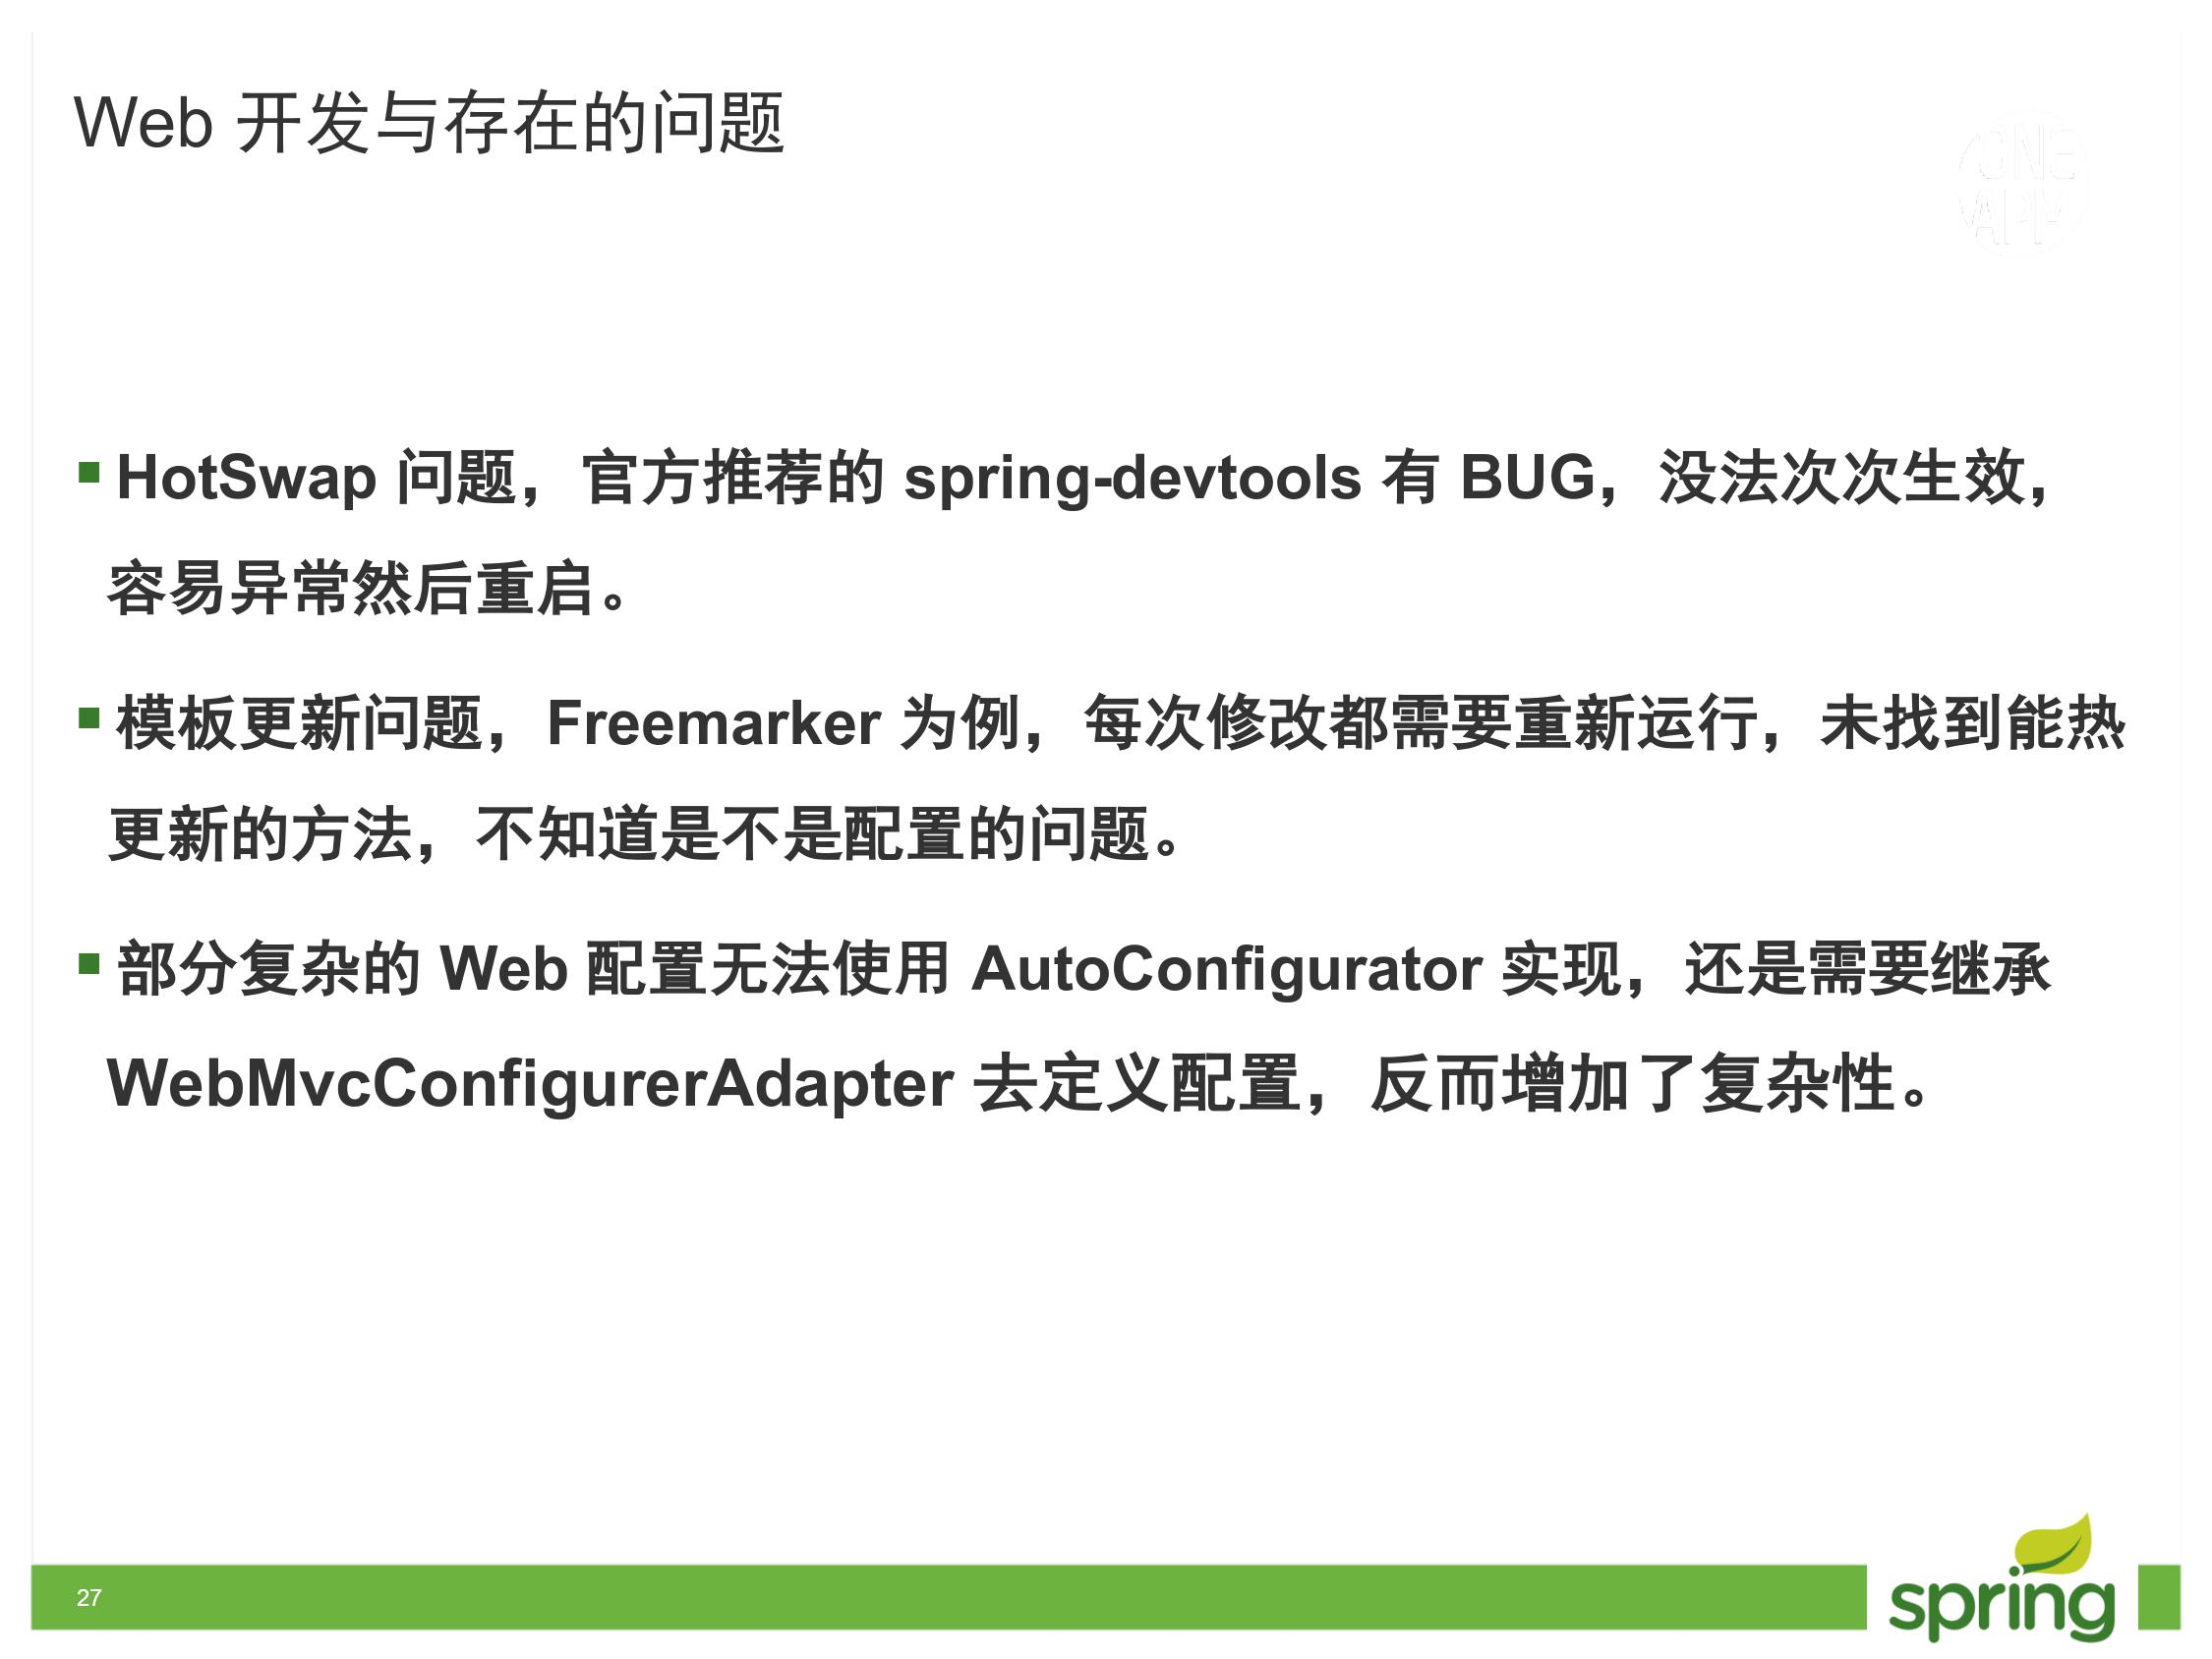 Web 开发与存在的问题
ONE
APM
HotSwap 问题，官方推荐的 spring-devtools 有 BUG，没法次次生效，
容易异常然后重启。
模板更新问题，Freemarker 为例，每次修改都需要重新运行，未找到能热
更新的方法，不知道是不是配置的问题。
部分复杂的 Web 配置无法使用 AutoConfigurator 实现，还是需要继承
WebMvcConfigurerAdapter 去定义配置，反而增加了复杂性。
27
spring